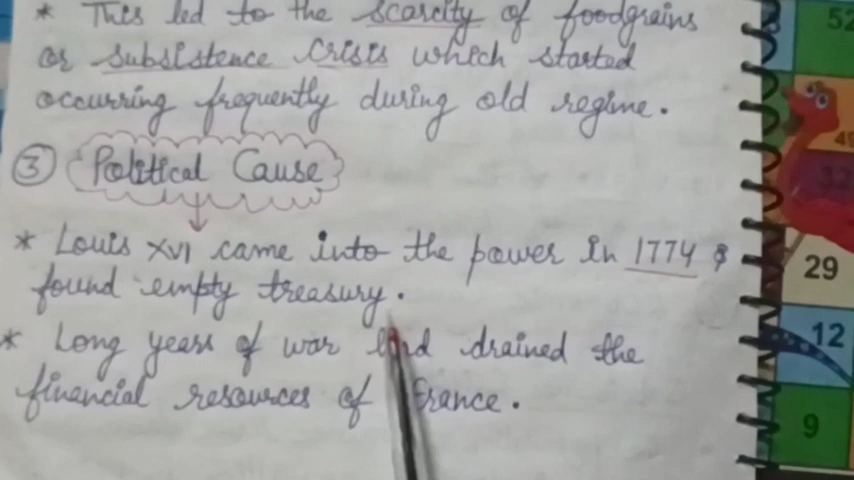 * This led to the scarcity of foodgrains
or subsistence crisis which started
occurring frequently during old regime.
③ Political Cause
* Louis XVI came into the power in 1774 &
found empty treasury.
* Long years of war had drained the
financial resources of France.
52
49
32
29
12
9